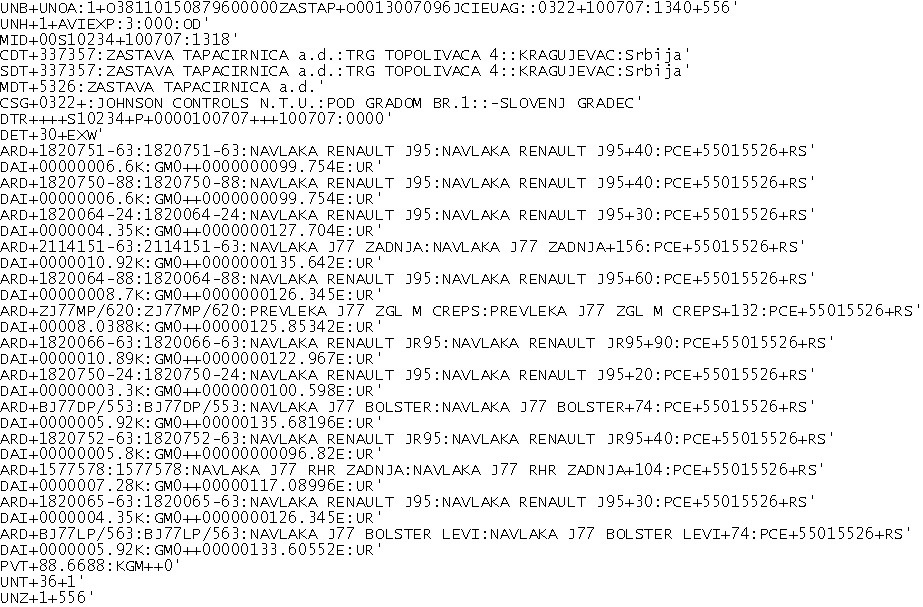 UNB+UNOA:1+O38110150879600000ZASTAP+O0013007096JCIEUAG::0322+100707:1340+556'
UNH+1+AVIEXP:3:000:OD'
MID+00S10234+100707:1318'
CDT+337357:ZASTAVA TAPACIRNICA a.d.:TRG TOPOLIVACA 4::KRAGUJEVAC:Srbija'
SDT+337357:ZASTAVA TAPACIRNICA a.d.:TRG TOPOLIVACA 4::KRAGUJEVAC:Srbija'
MDT+5326:ZASTAVA TAPACIRNICA a.d.'
CSG+0322+:JOHNSON CONTROLS N.T.U.:POD GRADOM BR.1::-SLOVENJ GRADEC'
DTR++++S10234+P+0000100707+++100707:0000'
DET+30+EXW'
ARD+1820751-63:1820751-63:NAVLAKA RENAULT J95:NAVLAKA RENAULT J95+40:PCE+55015526+RS'
DAI+00000006.6K:GM0++0000000099.754E:UR'
ARD+1820750-88:1820750-88:NAVLAKA RENAULT J95:NAVLAKA RENAULT J95+40:PCE+55015526+RS'
DAI+00000006.6K:GM0++0000000099.754E:UR'
ARD+1820064-24:1820064-24:NAVLAKA RENAULT J95:NAVLAKA RENAULT J95+30:PCE+55015526+RS'
DAI+0000004.35K:GM0++0000000127.704E:UR'
ARD+2114151-63:2114151-63:NAVLAKA J77 ZADNJA:NAVLAKA J77 ZADNJA+156:PCE+55015526+RS'
DAI+0000010.92K:GM0++0000000135.642E:UR'
ARD+1820064-88:1820064-88:NAVLAKA RENAULT J95:NAVLAKA RENAULT J95+60:PCE+55015526+RS'
DAI+00000008.7K:GM0++0000000126.345E:UR'
ARD+ZJ77MP/620:ZJ77MP/620:PREVLEKA J77 ZGL M CREPS:PREVLEKA J77 ZGL M CREPS+132:PCE+55015526+RS'
DAI+00008.0388K:GM0++00000125.85342E:UR'
ARD+1820066-63:1820066-63:NAVLAKA RENAULT JR95:NAVLAKA RENAULT JR95+90:PCE+55015526+RS'
DAI+0000010.89K:GM0++0000000122.967E:UR'
ARD+1820750-24:1820750-24:NAVLAKA RENAULT J95:NAVLAKA RENAULT J95+20:PCE+55015526+RS'
DAI+00000003.3K:GM0++0000000100.598E:UR'
ARD+BJ77DP/553:BJ77DP/553:NAVLAKA J77 BOLSTER:NAVLAKA J77 BOLSTER+74:PCE+55015526+RS'
DAI+0000005.92K:GM0++00000135.68196E:UR'
ARD+1820752-63:1820752-63:NAVLAKA RENAULT JR95:NAVLAKA RENAULT JR95+40:PCE+55015526+RS'
DAI+00000005.8K:GM0++00000000096.82E:UR'
ARD+1577578:1577578:NAVLAKA J77 RHR ZADNJA:NAVLAKA J77 RHR ZADNJA+104:PCE+55015526+RS'
DAI+0000007.28K:GM0++00000117.08996E:UR'
ARD+1820065-63:1820065-63:NAVLAKA RENAULT J95:NAVLAKA RENAULT J95+30:PCE+55015526+RS'
DAI+0000004.35K:GM0++0000000126.345E:UR'
ARD+BJ77LP/563:BJ77LP/563:NAVLAKA J77 BOLSTER LEVI:NAVLAKA J77 BOLSTER LEVI+74:PCE+55015526+RS'
DAI+0000005.92K:GM0++00000133.60552E:UR'
PVT+88.6688:KGM++0'
UNT+36+1'
UNZ+1+556'